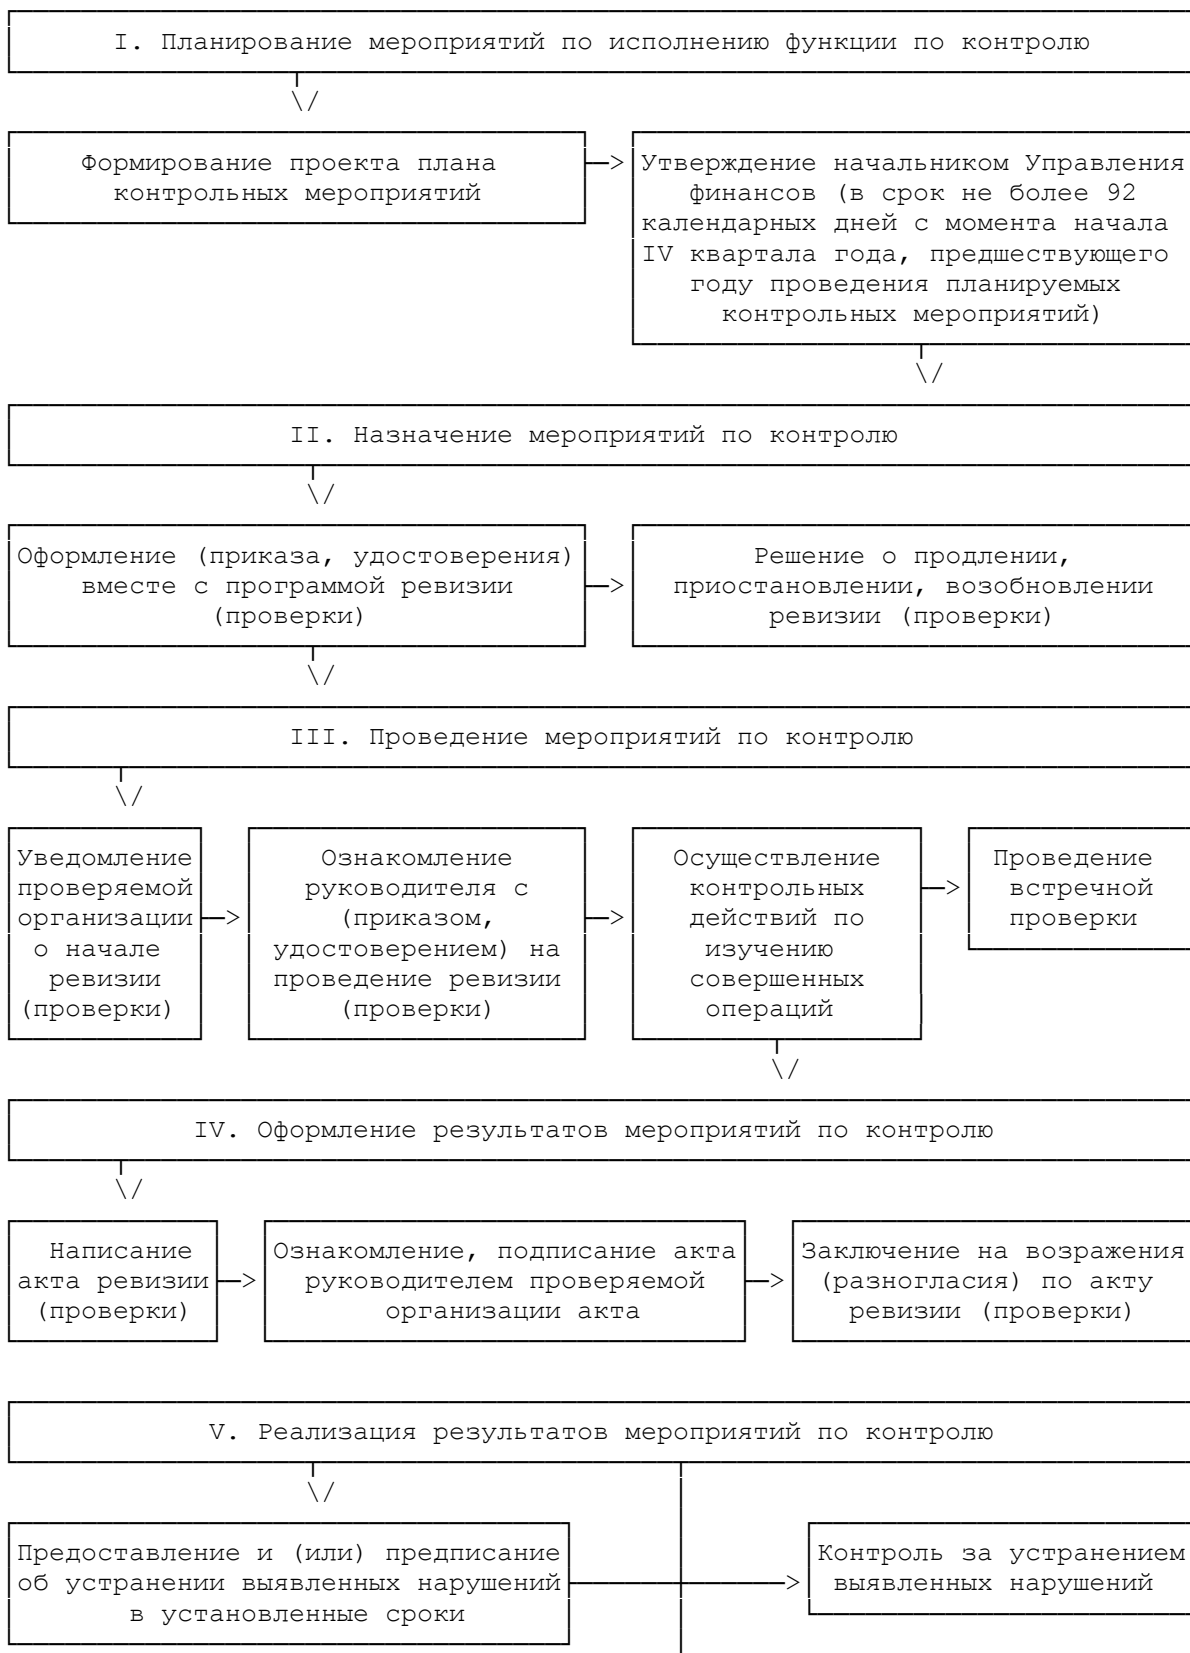 I. Планирование мероприятий по исполнению функции по контролю
Формирование проекта плана
контрольных мероприятий
Утверждение начальником Управления
финансов (в срок не более 92
календарных дней с момента начала
IV квартала года, предшествующего
году проведения планируемых
контрольных мероприятий)
II. Назначение мероприятий по контролю
Оформление (приказа, удостоверения)
вместе с программой ревизии
(проверки)
Решение о продлении,
приостановлении, возобновлении
ревизии (проверки)
III. Проведение мероприятий по контролю
Уведомление
проверяемой
организации
о начале
ревизии
(проверки)
Ознакомление
руководителя с
(приказом,
удостоверением) на
проведение ревизии
(проверки)
Осуществление
контрольных
действий по
изучению
совершенных
операций
Проведение
встречной
проверки
IV. Оформление результатов мероприятий по контролю
Написание
акта ревизии
(проверки)
Ознакомление, подписание акта
руководителем проверяемой
организации акта
Заключение на возражения
(разногласия) по акту
ревизии (проверки)
V. Реализация результатов мероприятий по контролю
Предоставление и (или) предписание
об устранении выявленных нарушений
в установленные сроки
Контроль за устранением
выявленных нарушений